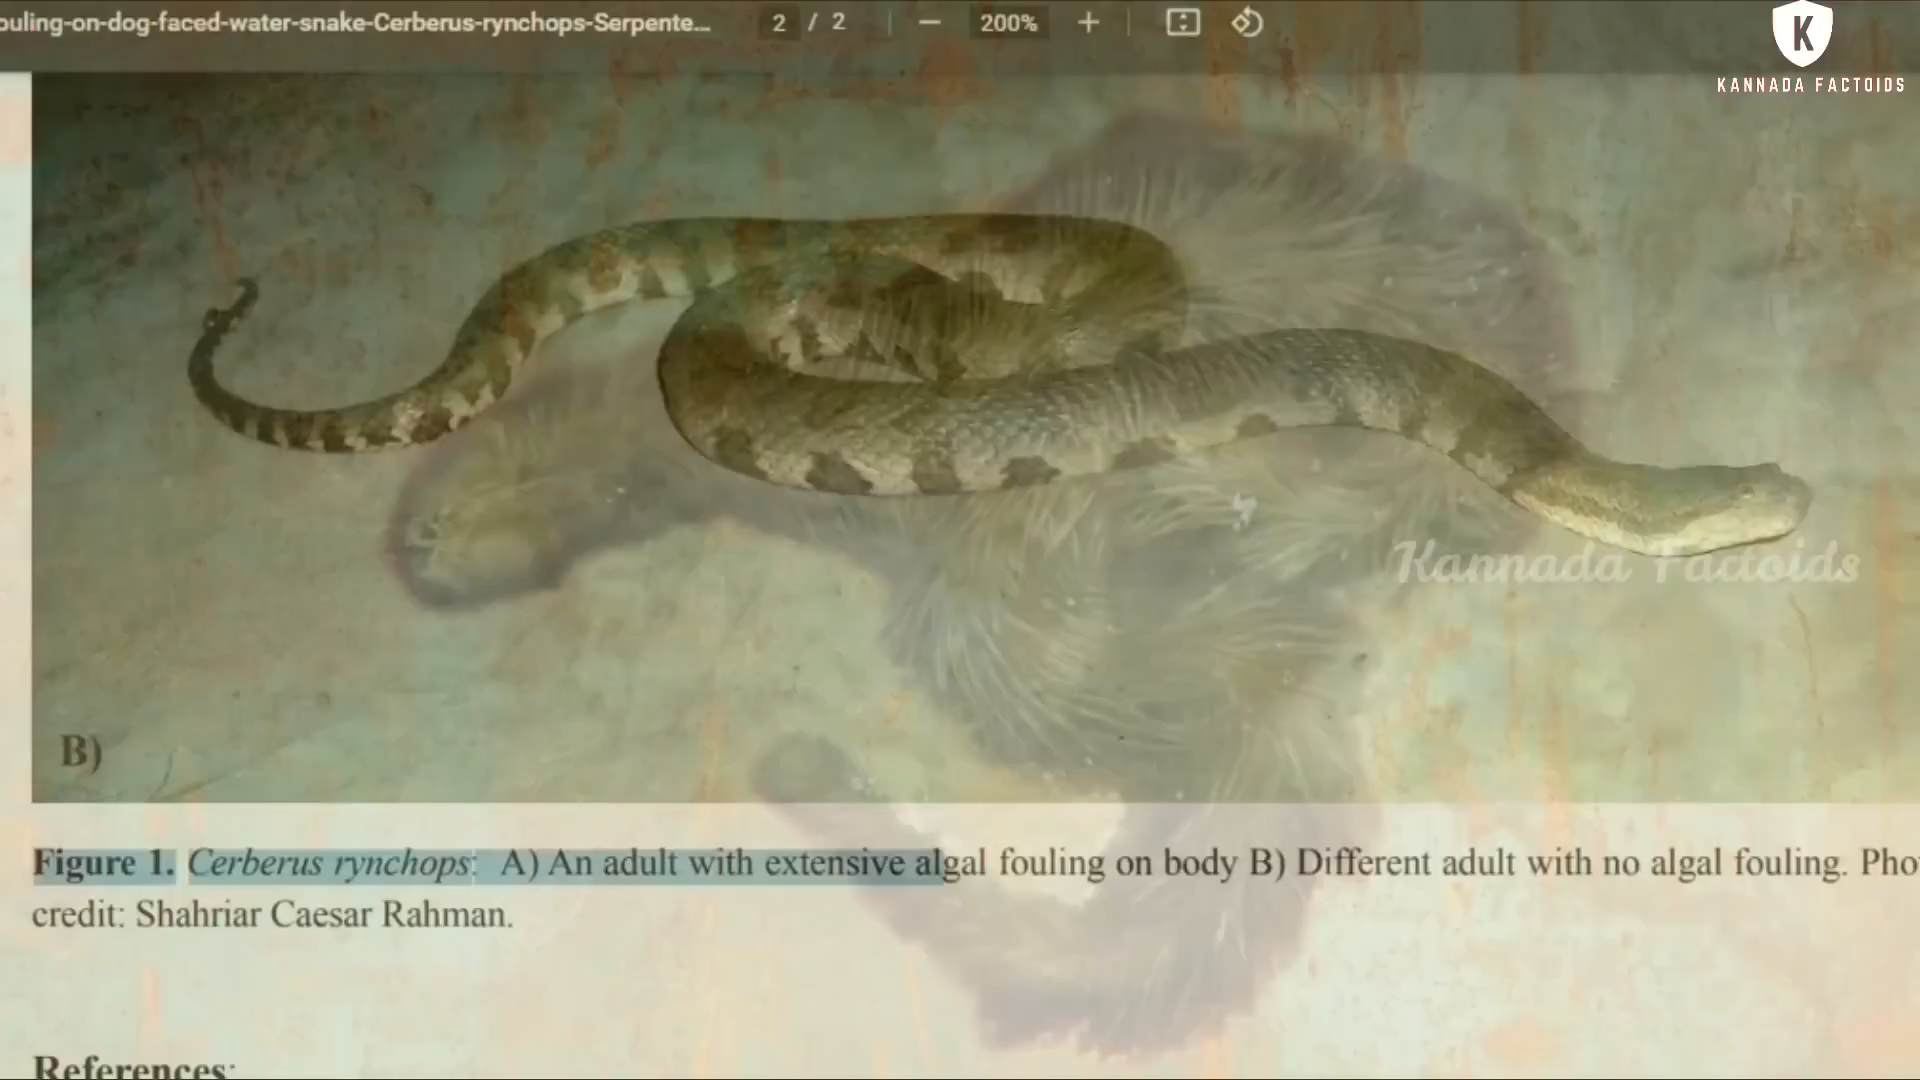 ouling-on-dog-faced-water-snake-Cerberus-rynchops-Serpente... 2 / 2 200%
K
KANNADA FACTOIDS
Kannada Factoids
B)
Figure 1. Cerberus rynchops: A) An adult with extensive algal fouling on body B) Different adult with no algal fouling. Pho
credit: Shahriar Caesar Rahman.
References: